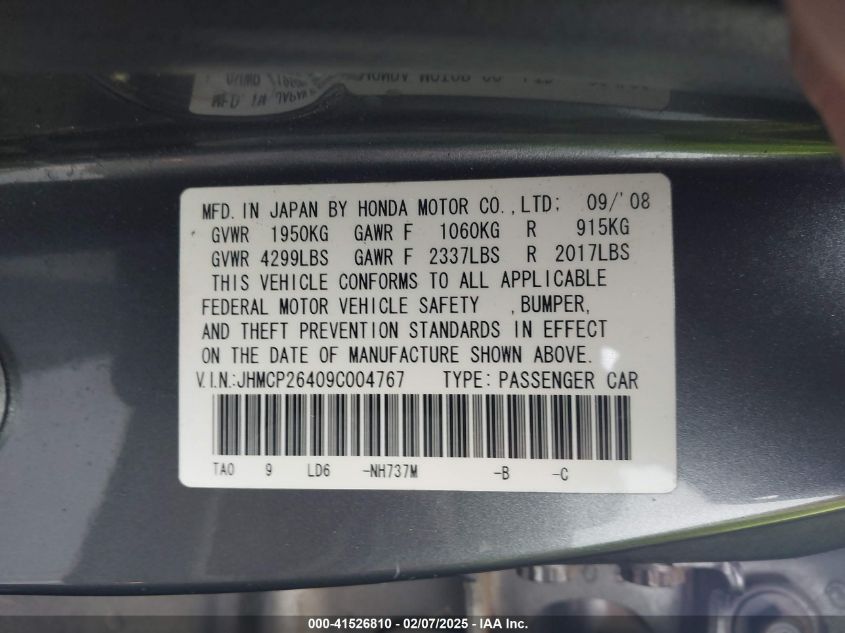 MFD. IN JAPAN BY HONDA MOTOR CO.,LTD; 09/'08
GVWR 1950KG GAWR F 1060KG R 915KG
GVWR 4299LBS GAWR F 2337LBS R 2017LBS
THIS VEHICLE CONFORMS TO ALL APPLICABLE
FEDERAL MOTOR VEHICLE SAFETY ,BUMPER,
AND THEFT PREVENTION STANDARDS IN EFFECT
ON THE DATE OF MANUFACTURE SHOWN ABOVE.
V.I.N.:JHMCP26409C004767 TYPE: PASSENGER CAR
TA0 9 LD6 -NH737M -B -C
000-41526810 - 02/07/2025 - IAA Inc.